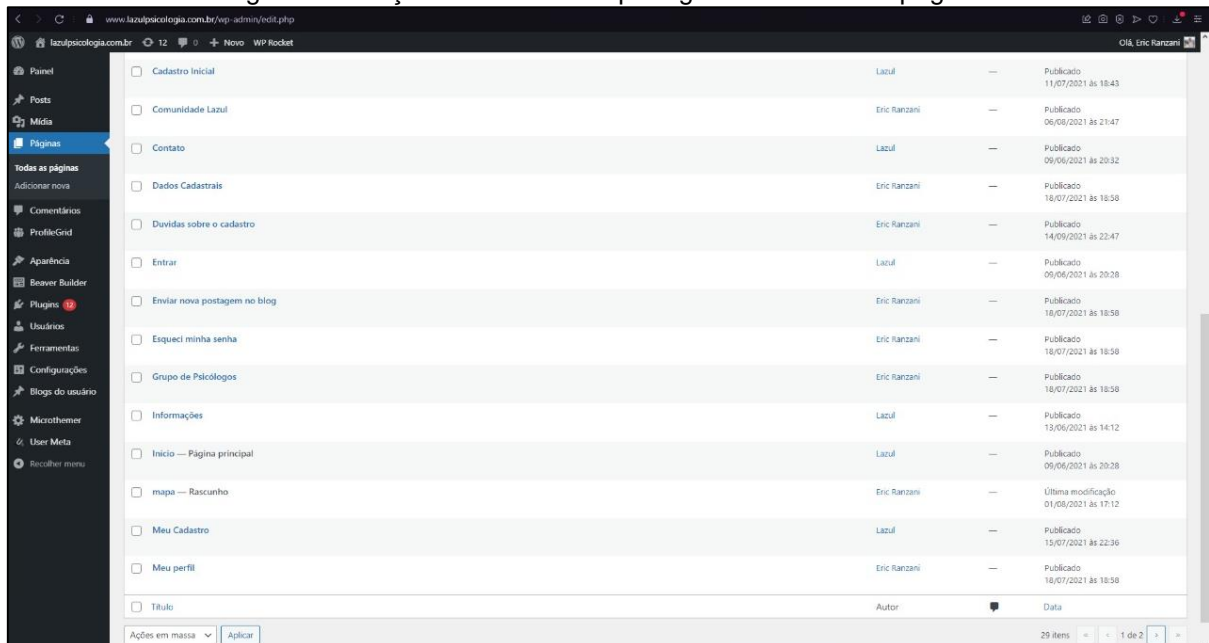 www.lazulpsicologia.com.br/wp-admin/edit.php
lazulpsicologia.com.br 12 0 + Novo WP Rocket Olá, Eric Ranzani
Painel
Posts
Mídia
Páginas
Todas as páginas
Adicionar nova
Comentários
ProfileGrid
Aparência
Beaver Builder
Plugins 12
Usuários
Ferramentas
Configurações
Blogs do usuário
Microthemer
User Meta
Recolher menu
Cadastro Inicial Lazul — Publicado
11/07/2021 às 18:43
Comunidade Lazul Eric Ranzani — Publicado
06/08/2021 às 21:47
Contato Lazul — Publicado
09/06/2021 às 20:32
Dados Cadastrais Eric Ranzani — Publicado
18/07/2021 às 18:58
Duvidas sobre o cadastro Eric Ranzani — Publicado
14/09/2021 às 22:47
Entrar Lazul — Publicado
09/06/2021 às 20:28
Enviar nova postagem no blog Eric Ranzani — Publicado
18/07/2021 às 18:58
Esqueci minha senha Eric Ranzani — Publicado
18/07/2021 às 18:58
Grupo de Psicólogos Eric Ranzani — Publicado
18/07/2021 às 18:58
Informações Lazul — Publicado
13/06/2021 às 14:12
Início — Página principal Lazul — Publicado
09/06/2021 às 20:28
mapa — Rascunho Eric Ranzani — Última modificação
01/08/2021 às 17:12
Meu Cadastro Lazul — Publicado
15/07/2021 às 22:36
Meu perfil Eric Ranzani — Publicado
18/07/2021 às 18:58
Título Autor Data
Ações em massa Aplicar 29 itens « ‹ 1 de 2 › »